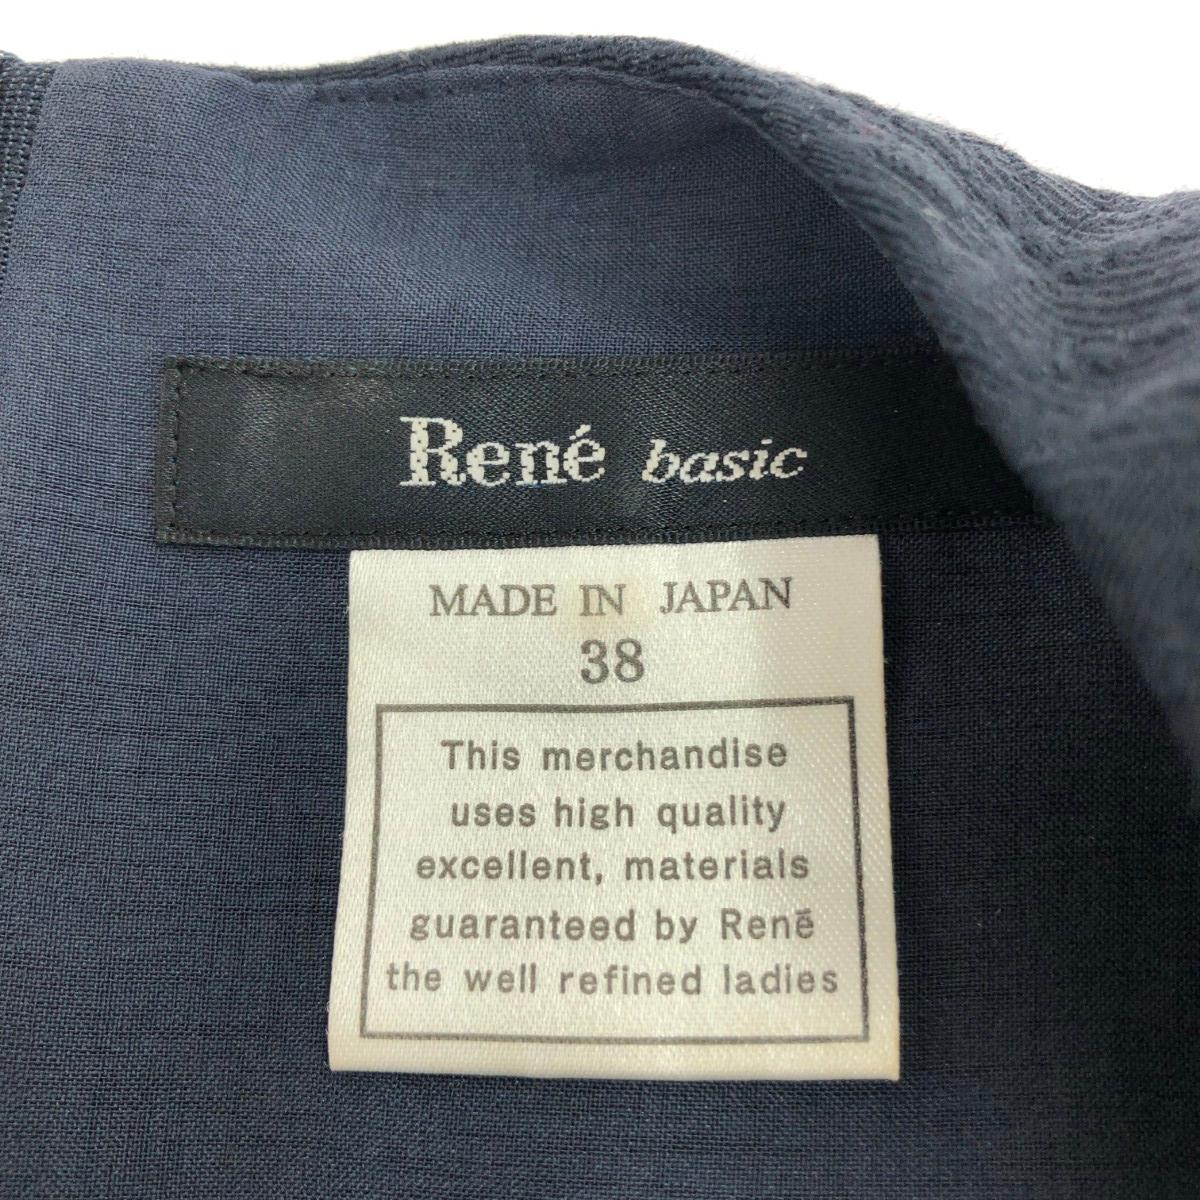 René basic
MADE IN JAPAN
38
This merchandise
uses high quality
excellent, materials
guaranteed by Renē
the well refined ladies